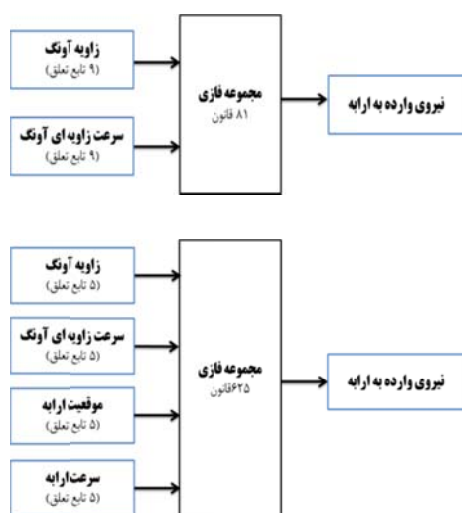 زاویه آونگ
(۹ تابع تعلق)
سرعت زاویه ای آونگ
(۹ تابع تعلق)
مجموعه فازی
۸۱ قانون
نیروی وارده به ارابه
زاویه آونگ
(۵ تابع تعلق)
سرعت زاویه ای آونگ
(۵ تابع تعلق)
موقعیت ارابه
(۵ تابع تعلق)
سرعت ارابه
(۵ تابع تعلق)
مجموعه فازی
۶۲۵قانون
نیروی وارده به ارابه